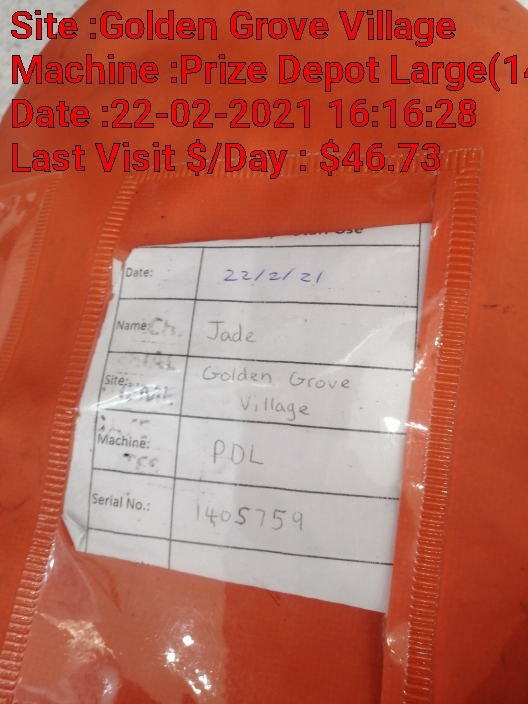 Site :Golden Grove Village
Machine :Prize Depot Large(14
Date :22-02-2021 16:16:28
Last Visit $/Day : $46.73
Use
Date: 22/2/21
Name: Jade
Site: Golden Grove
Village
Machine: PDL
Serial No.: 1405759